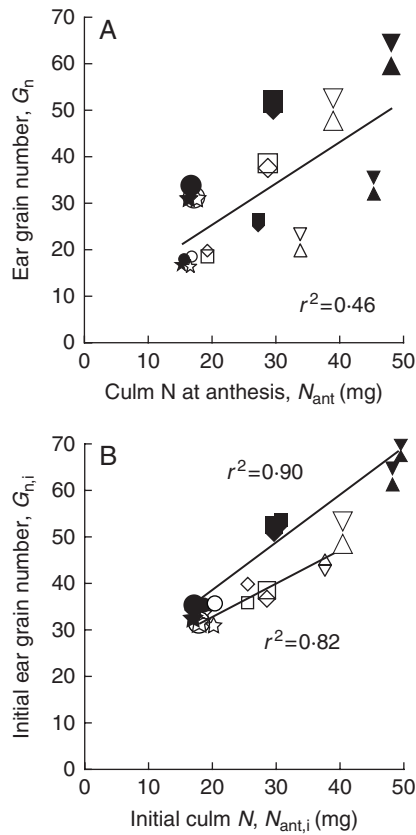 A
70
60
50
40
30
20
10
0
Ear grain number, Gn
r²=0·46
0 10 20 30 40 50
Culm N at anthesis, Nant (mg)
B
70
60
50
40
30
20
10
0
Initial ear grain number, Gn,i
r²=0·90
r²=0·82
0 10 20 30 40 50
Initial culm N, Nant,i (mg)